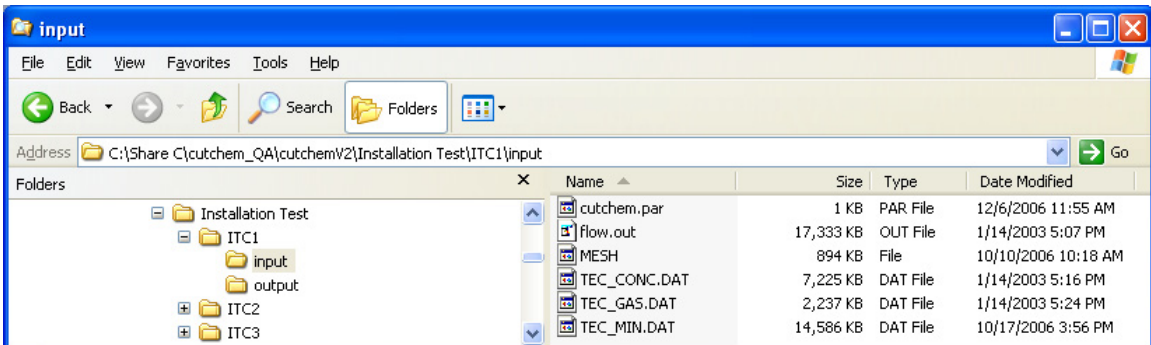 input
File Edit View Favorites Tools Help
Back Search Folders
Address C:\Share C\cutchem_QA\cutchemV2\Installation Test\ITC1\input Go
Folders Name Size Type Date Modified
Installation Test
ITC1
input
output
ITC2
ITC3
cutchem.par 1 KB PAR File 12/6/2006 11:55 AM
flow.out 17,333 KB OUT File 1/14/2003 5:07 PM
MESH 894 KB File 10/10/2006 10:18 AM
TEC_CONC.DAT 7,225 KB DAT File 1/14/2003 5:16 PM
TEC_GAS.DAT 2,237 KB DAT File 1/14/2003 5:24 PM
TEC_MIN.DAT 14,586 KB DAT File 10/17/2006 3:56 PM